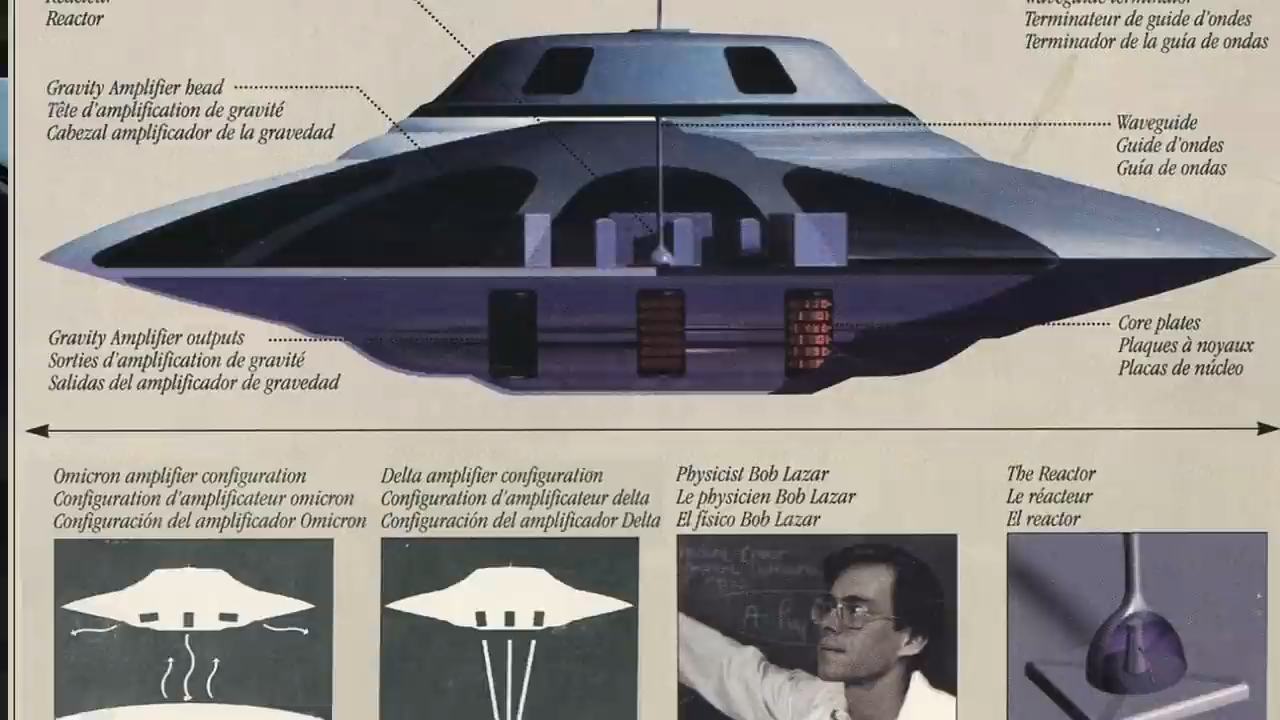 Reactor
Terminateur de guide d'ondes
Terminador de la guía de ondas
Gravity Amplifier head
Tête d'amplification de gravité
Cabezal amplificador de la gravedad
Waveguide
Guide d'ondes
Guía de ondas
Gravity Amplifier outputs
Sorties d'amplification de gravité
Salidas del amplificador de gravedad
Core plates
Plaques à noyaux
Placas de núcleo
Omicron amplifier configuration
Configuration d'amplificateur omicron
Configuración del amplificador Omicron
Delta amplifier configuration
Configuration d'amplificateur delta
Configuración del amplificador Delta
Physicist Bob Lazar
Le physicien Bob Lazar
El físico Bob Lazar
The Reactor
Le réacteur
El reactor